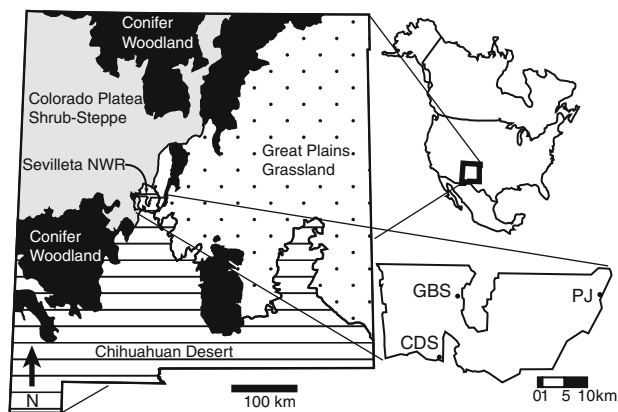 Conifer
Woodland
Colorado Platea
Shrub-Steppe
Sevilleta NWR
Great Plains
Grassland
Conifer
Woodland
Chihuahuan Desert
N
100 km
GBS
PJ
CDS
01 5 10km